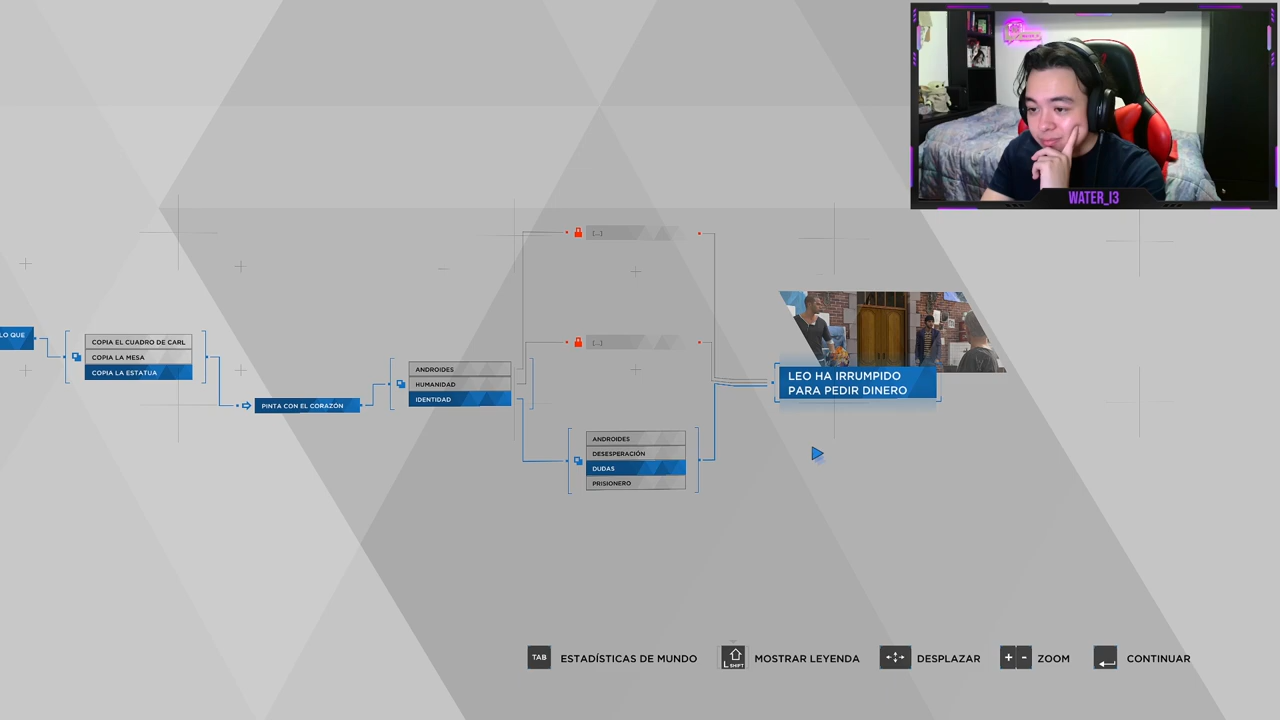 WATER_13
[...]
LO QUE
COPIA EL CUADRO DE CARL
COPIA LA MESA
COPIA LA ESTATUA
PINTA CON EL CORAZÓN
ANDROIDES
HUMANIDAD
IDENTIDAD
[...]
ANDROIDES
DESESPERACIÓN
DUDAS
PRISIONERO
LEO HA IRRUMPIDO
PARA PEDIR DINERO
TAB ESTADÍSTICAS DE MUNDO
L SHIFT MOSTRAR LEYENDA
DESPLAZAR
+ - ZOOM
CONTINUAR